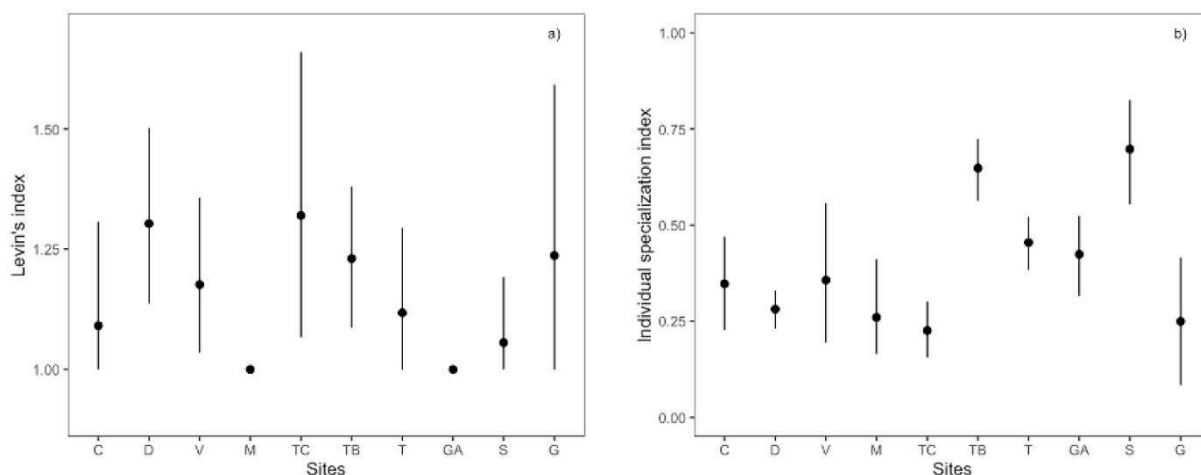 a)
1.50
1.25
1.00
Levin's index
C D V M TC TB T GA S G
Sites
b)
1.00
0.75
0.50
0.25
0.00
Individual specialization index
C D V M TC TB T GA S G
Sites